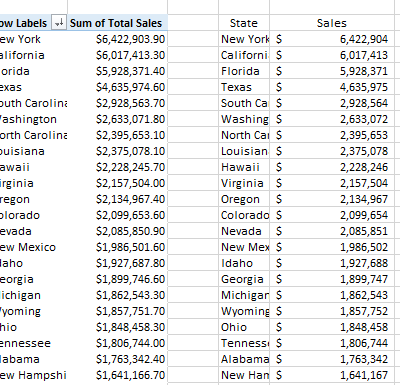 ow Labels Sum of Total Sales State Sales
ew York $6,422,903.90 New York $ 6,422,904
alifornia $6,017,413.30 Californi $ 6,017,413
orida $5,928,371.40 Florida $ 5,928,371
exas $4,635,974.60 Texas $ 4,635,975
outh Carolina $2,928,563.70 South Ca $ 2,928,564
ashington $2,633,071.80 Washing $ 2,633,072
orth Carolina $2,395,653.10 North Car $ 2,395,653
ouisiana $2,375,078.10 Louisian $ 2,375,078
awaii $2,228,245.70 Hawaii $ 2,228,246
irginia $2,157,504.00 Virginia $ 2,157,504
regon $2,134,967.40 Oregon $ 2,134,967
olorado $2,099,653.60 Colorado $ 2,099,654
evada $2,085,850.90 Nevada $ 2,085,851
ew Mexico $1,986,501.60 New Mex $ 1,986,502
aho $1,927,687.80 Idaho $ 1,927,688
eorgia $1,899,746.60 Georgia $ 1,899,747
ichigan $1,862,543.30 Michigan $ 1,862,543
yoming $1,857,751.70 Wyoming $ 1,857,752
hio $1,848,458.30 Ohio $ 1,848,458
ennessee $1,806,744.00 Tenness $ 1,806,744
labama $1,763,342.40 Alabama $ 1,763,342
ew Hampshi $1,641,166.70 New Ham $ 1,641,167